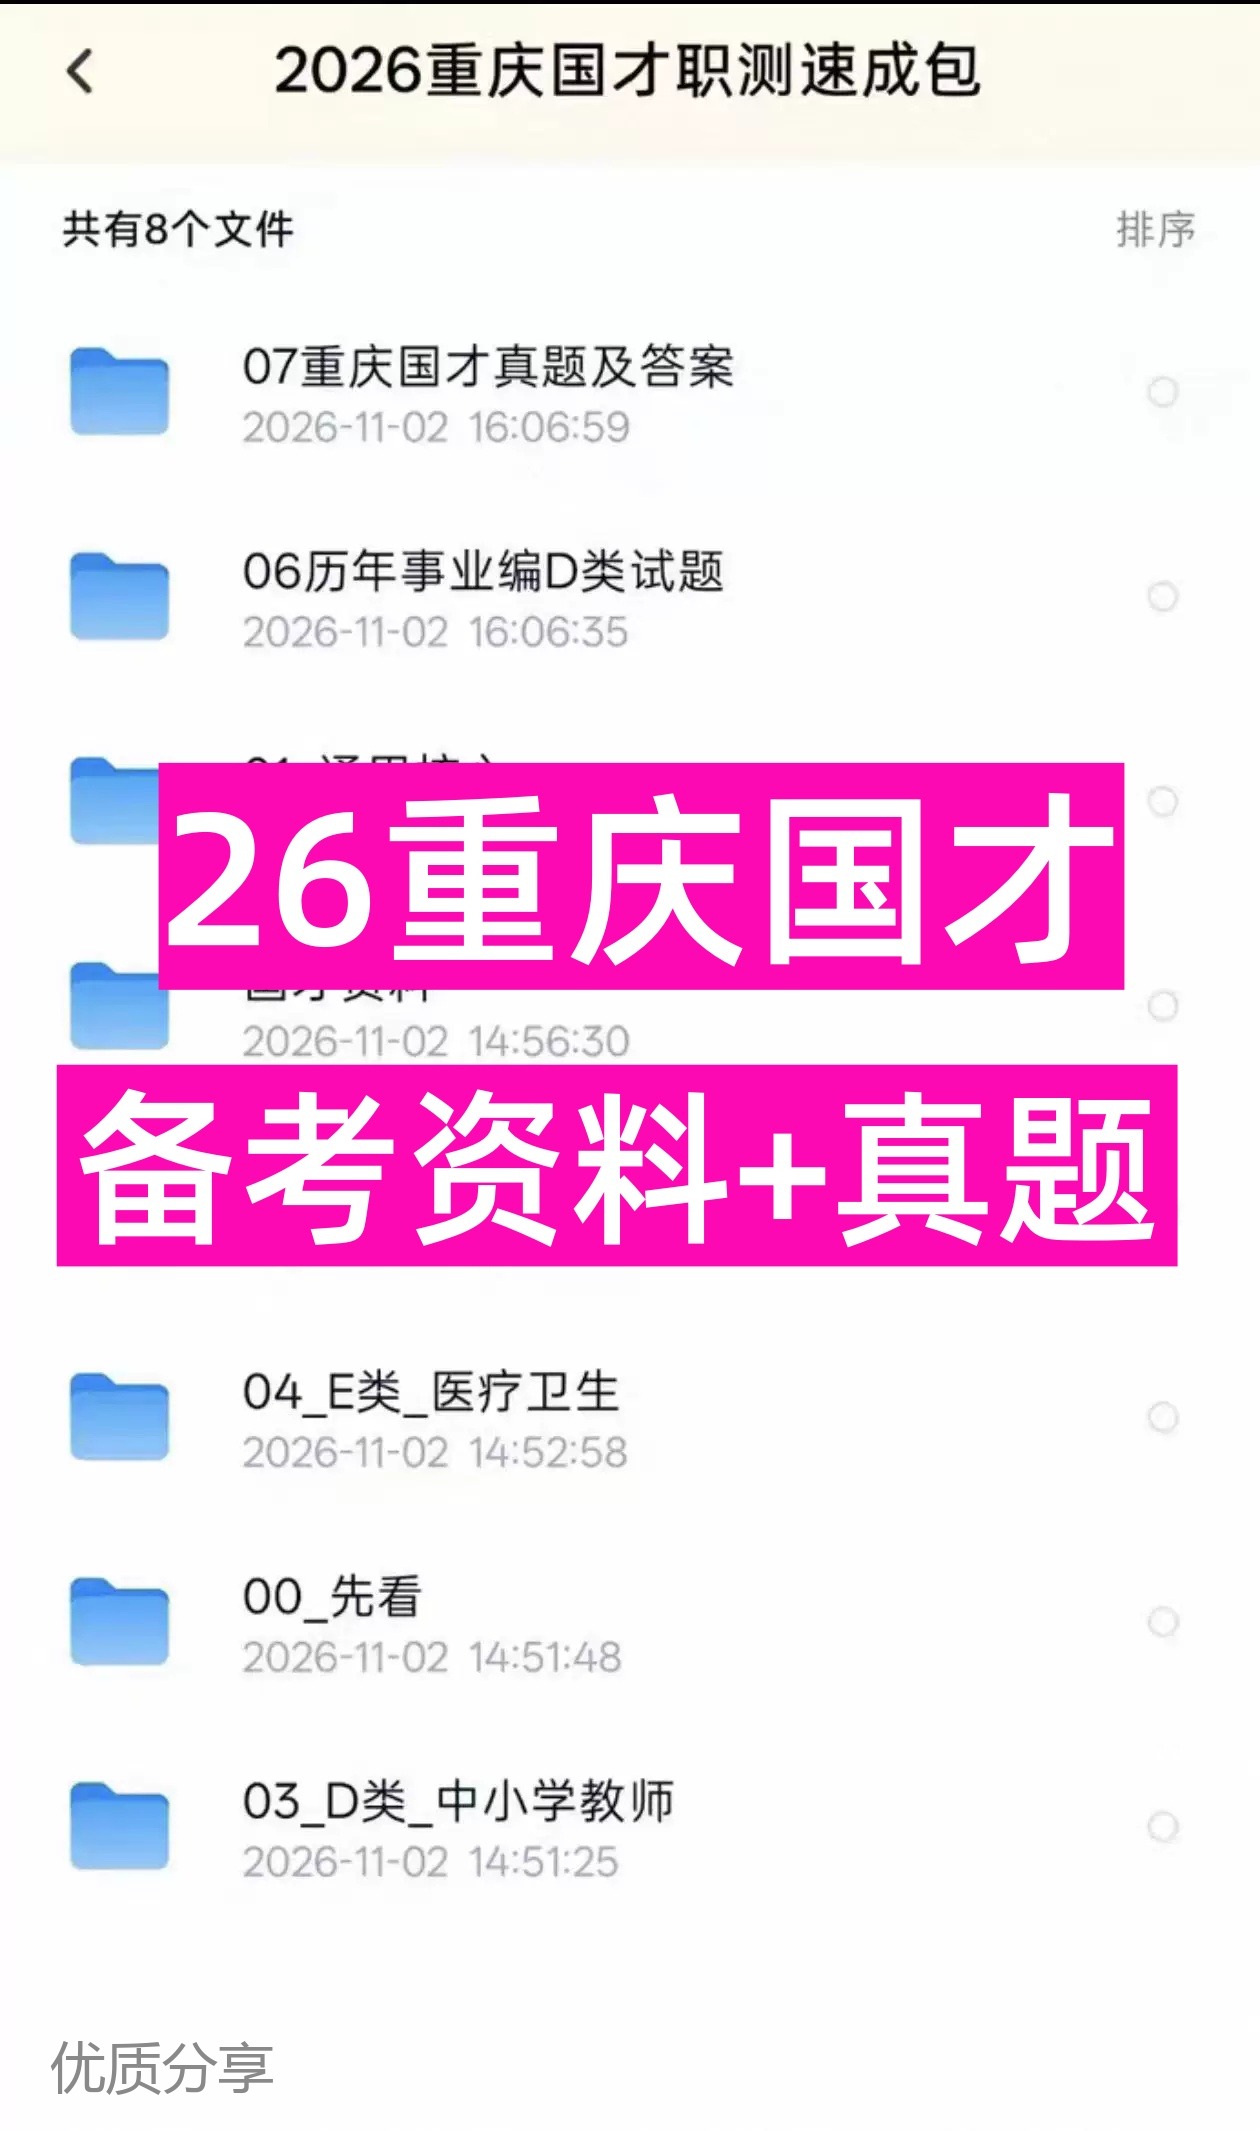 2026重庆国才职测速成包
共有8个文件
排序
07重庆国才真题及答案
2026-11-02 16:06:59
06历年事业编D类试题
2026-11-02 16:06:35
26重庆国才
2026-11-02 14:56:30
备考资料+真题
04_E类_医疗卫生
2026-11-02 14:52:58
00_先看
2026-11-02 14:51:48
03_D类_中小学教师
2026-11-02 14:51:25
优质分享